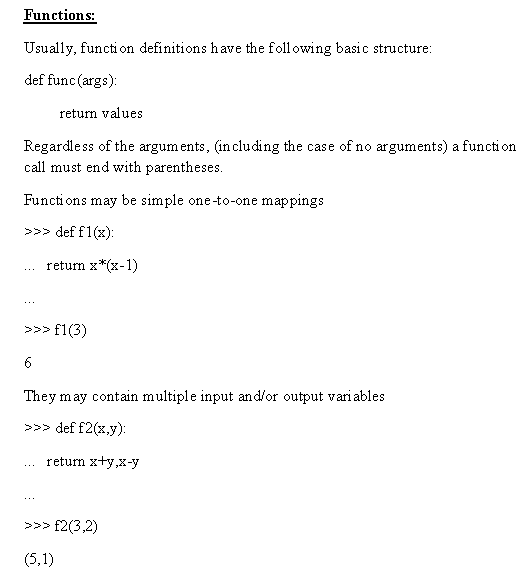 Functions:
Usually, function definitions have the following basic structure:
def func(args):
return values
Regardless of the arguments, (including the case of no arguments) a function
call must end with parentheses.
Functions may be simple one-to-one mappings
>>> def f1(x):
... return x*(x-1)
...
>>> f1(3)
6
They may contain multiple input and/or output variables
>>> def f2(x,y):
... return x+y,x-y
...
>>> f2(3,2)
(5,1)